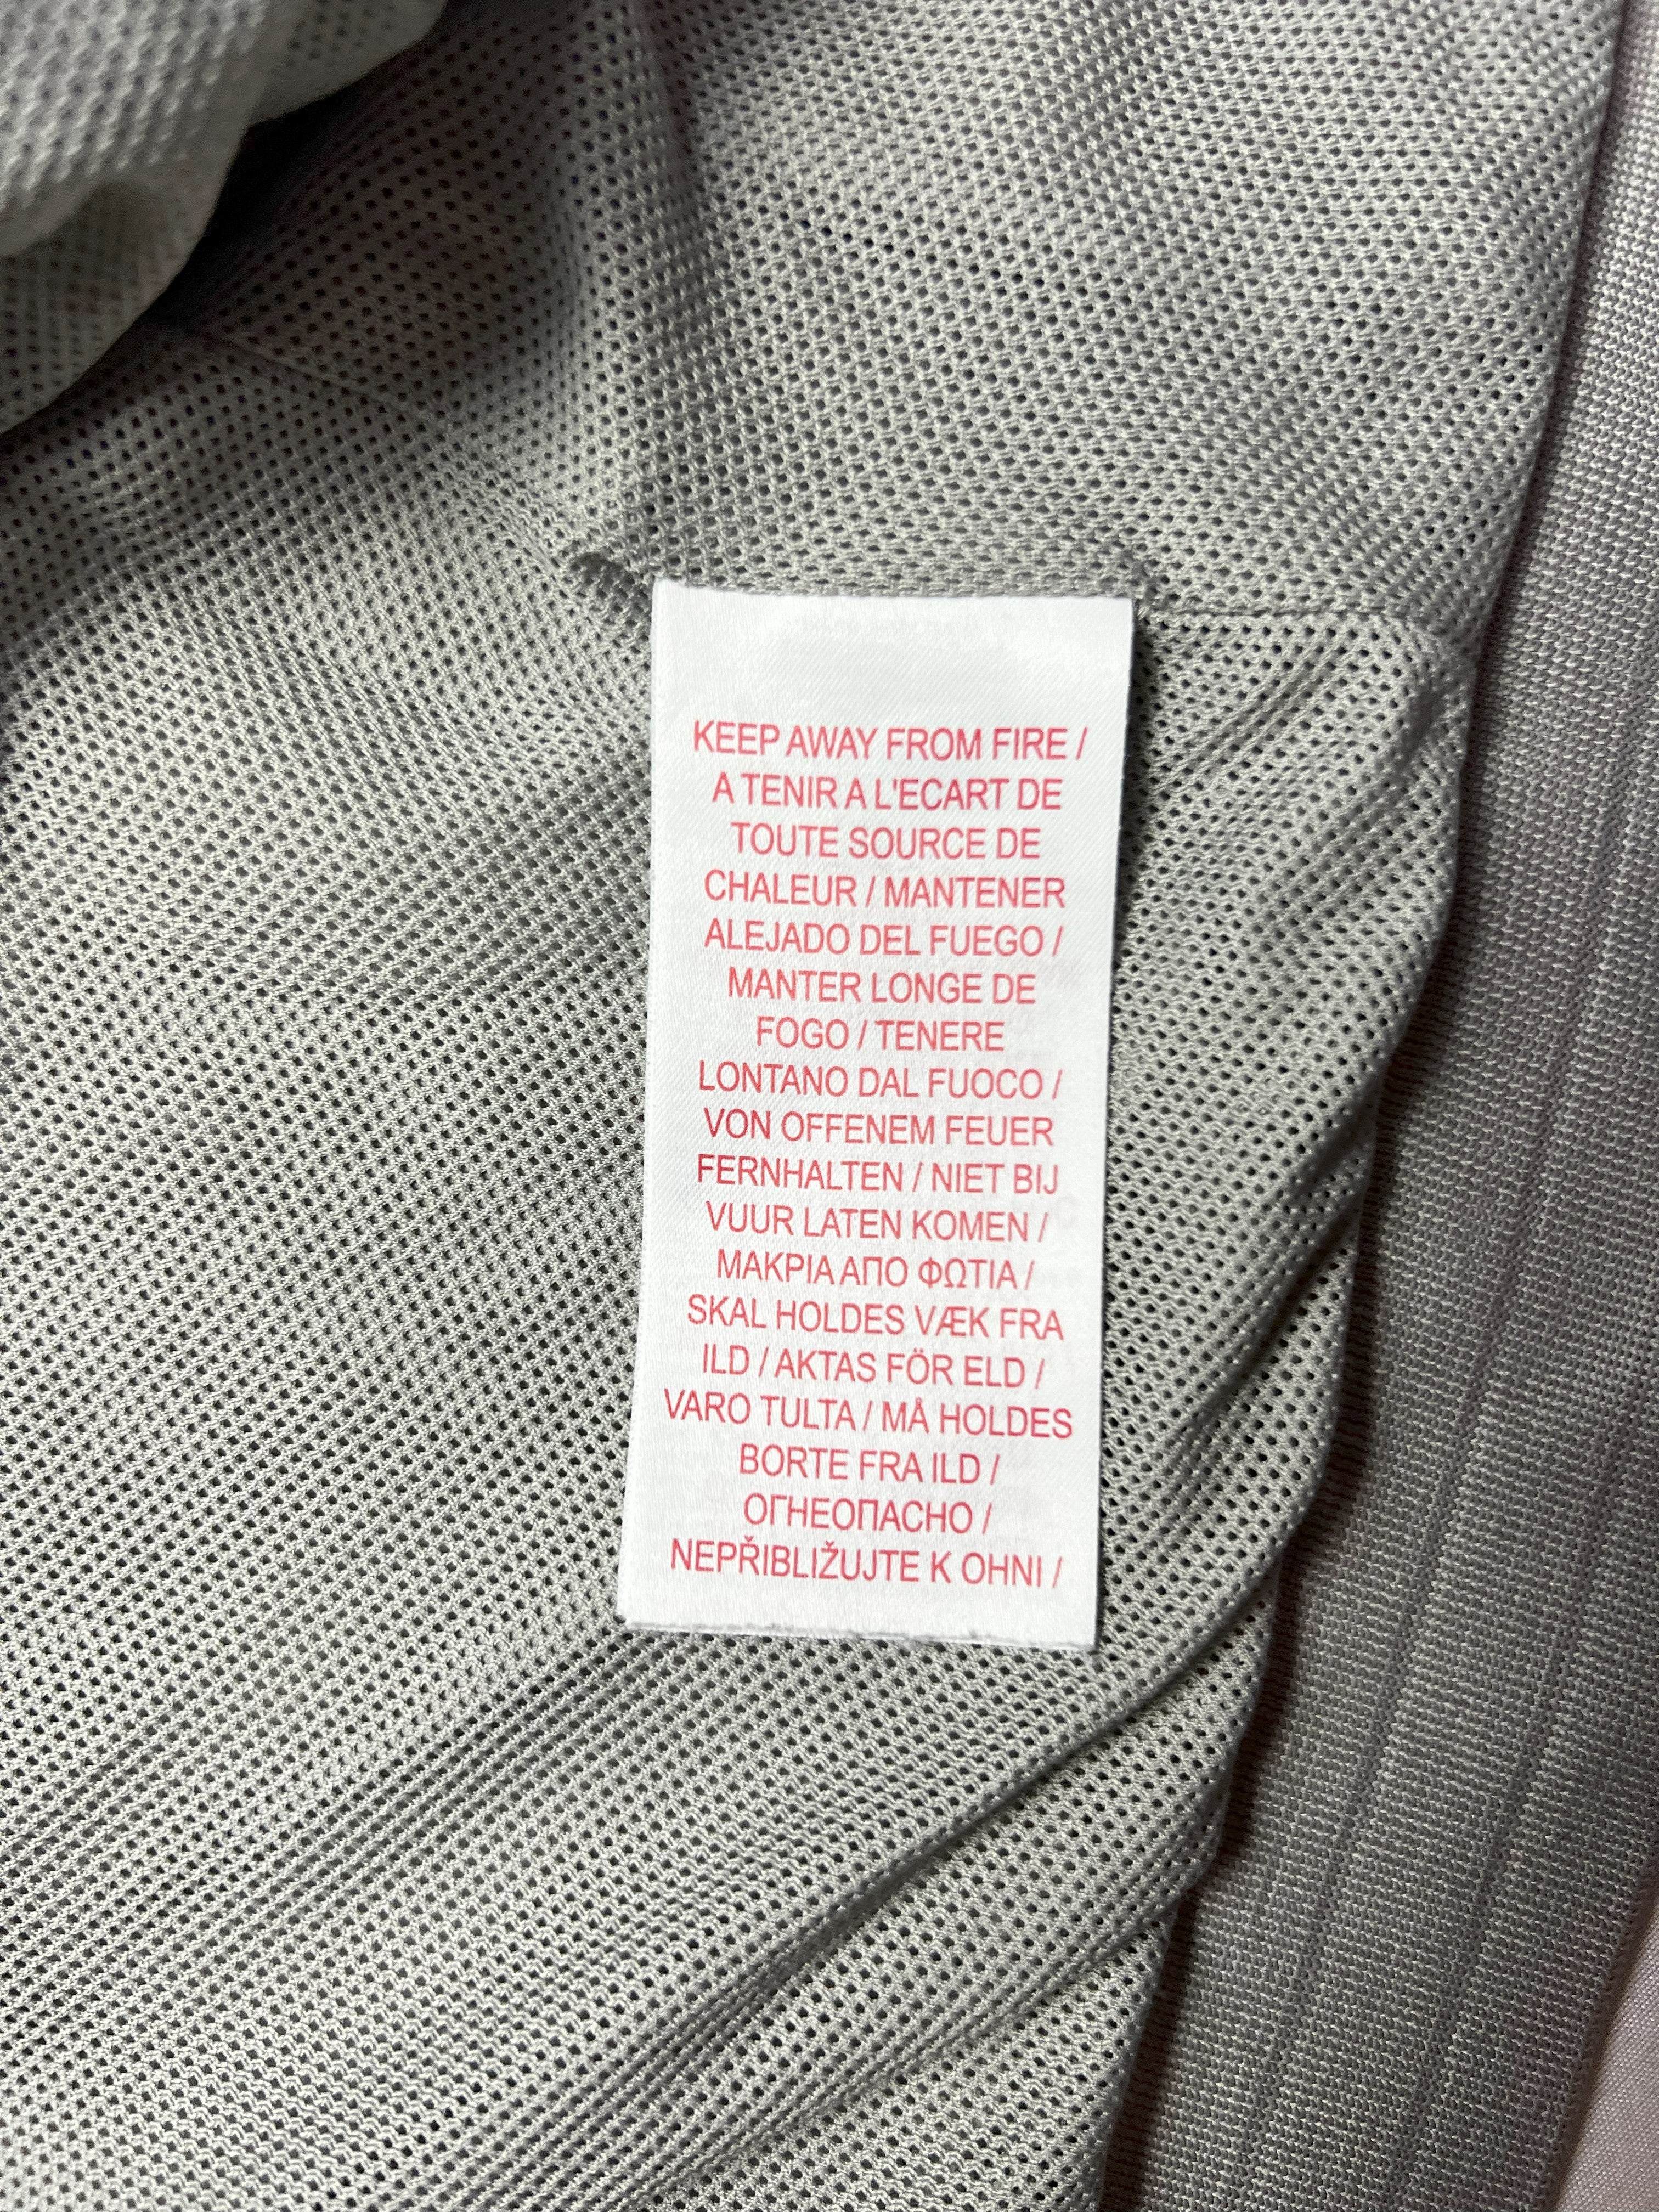 KEEP AWAY FROM FIRE /
A TENIR A L'ECART DE
TOUTE SOURCE DE
CHALEUR / MANTENER
ALEJADO DEL FUEGO /
MANTER LONGE DE
FOGO / TENERE
LONTANO DAL FUOCO /
VON OFFENEM FEUER
FERNHALTEN / NIET BIJ
VUUR LATEN KOMEN /
ΜΑΚΡΙΑ ΑΠΟ ΦΩΤΙΑ /
SKAL HOLDES VÆK FRA
ILD / AKTAS FÖR ELD /
VARO TULTA / MÅ HOLDES
BORTE FRA ILD /
ОГНЕОПАСНО /
NEPŘIBLIŽUJTE K OHNI /